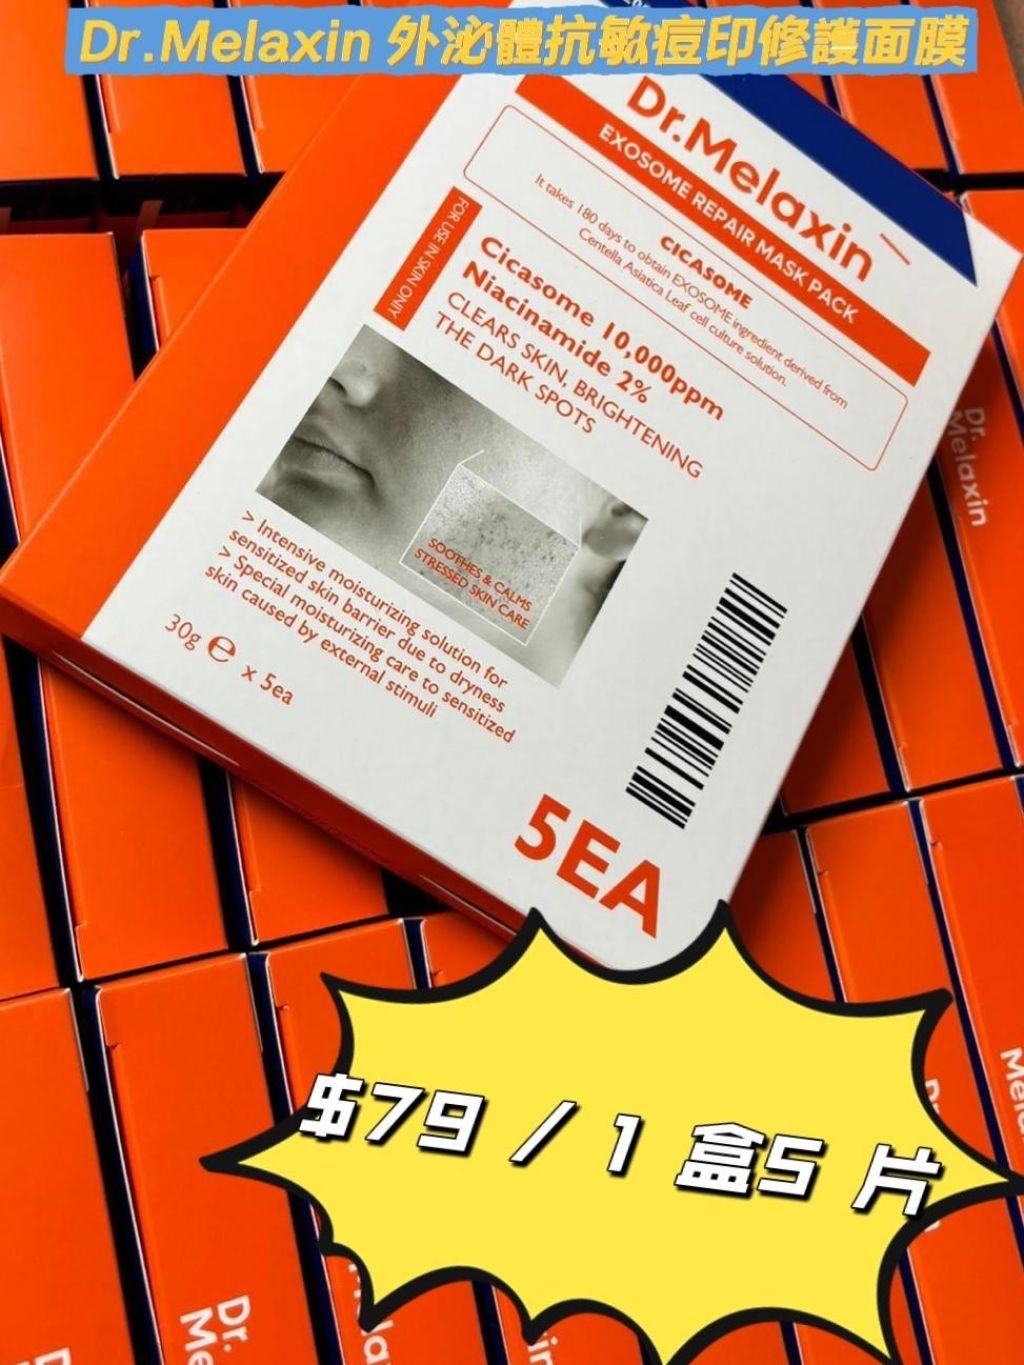 Dr.Melaxin 外泌體抗敏痘印修護面膜
Dr.Melaxin
EXOSOME REPAIR MASK PACK
CICASOME
It takes 180 days to obtain EXOSOME ingredient derived from
Centella Asiatica Leaf cell culture solution.
FOR USE IN SKIN ONIY
Cicasome 10,000ppm
Niacinamide 2%
CLEARS SKIN, BRIGHTENING
THE DARK SPOTS
SOOTHES & CALMS
STRESSED SKIN CARE
> Intensive moisturizing solution for
sensitized skin barrier due to dryness
> Special moisturizing care to sensitized
skin caused by external stimuli
30g e x 5ea
5EA
Dr.
Melaxin
$79 / 1 盒5 片
Dr.